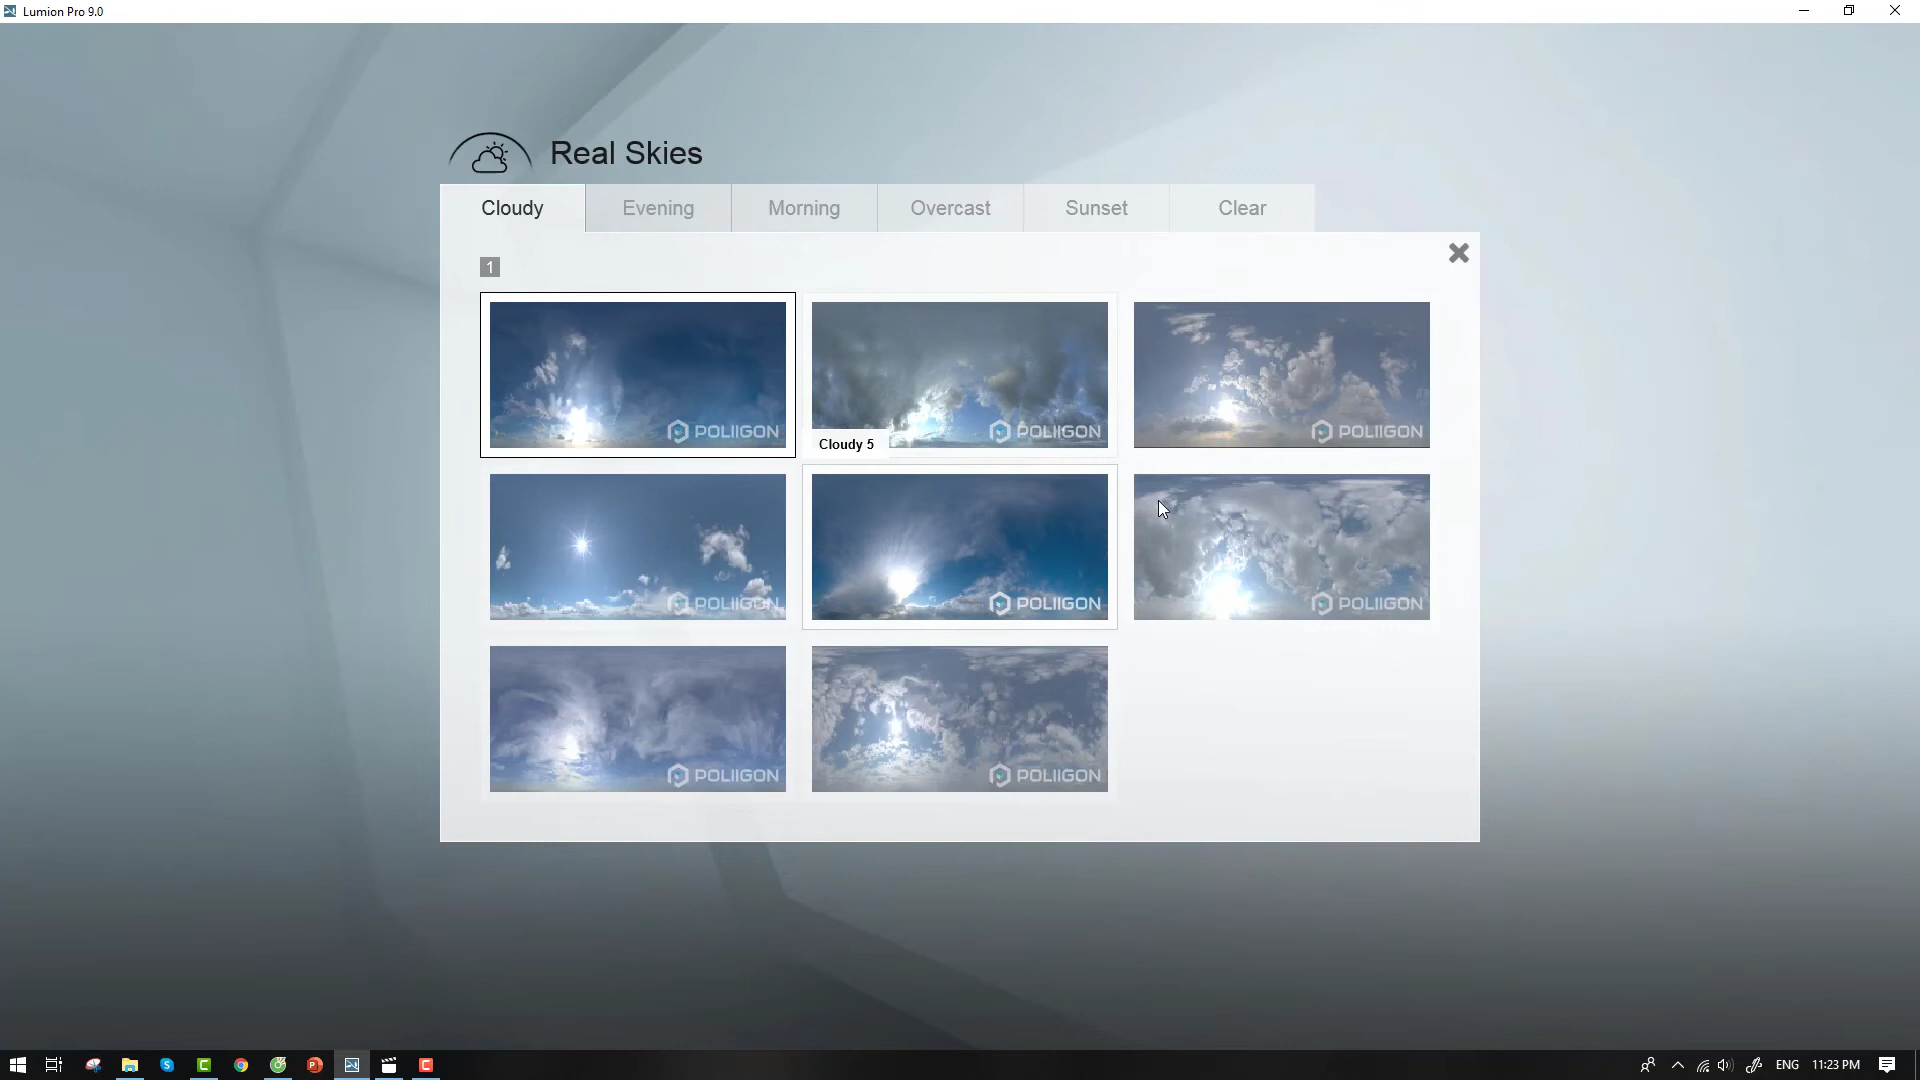 Lumion Pro 9.0
Real Skies
Cloudy
Evening
Morning
Overcast
Sunset
Clear
1
POLIIGON
POLIIGON
POLIIGON
Cloudy 5
POLIIGON
POLIIGON
POLIIGON
POLIIGON
POLIIGON
ENG
11:23 PM